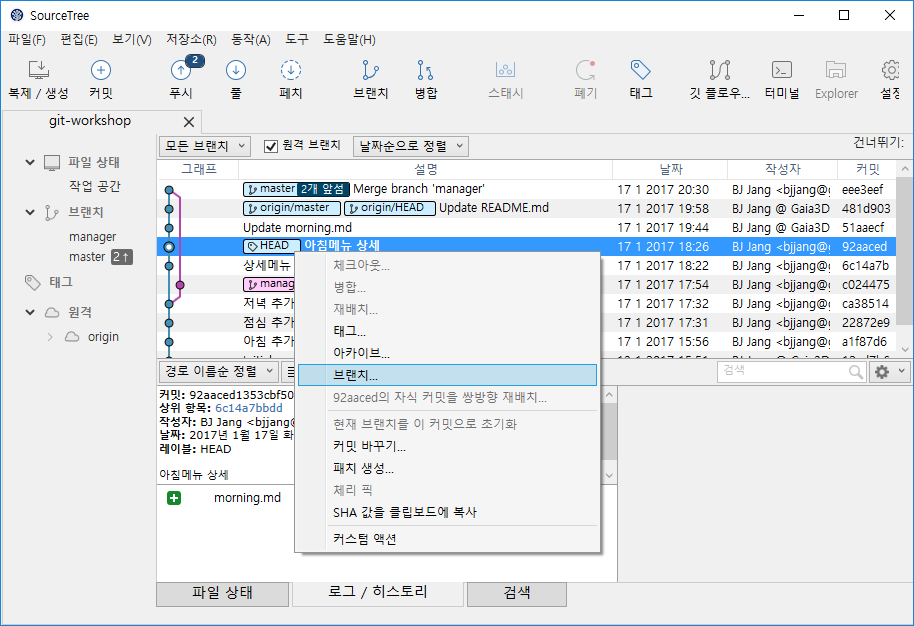 SourceTree
파일(F) 편집(E) 보기(V) 저장소(R) 동작(A) 도구 도움말(H)
2
복제 / 생성 커밋 푸시 풀 페치 브랜치 병합 스태시 폐기 태그 깃 플로우... 터미널 Explorer 설정
git-workshop
모든 브랜치 원격 브랜치 날짜순으로 정렬 건너뛰기:
파일 상태
작업 공간
브랜치
manager
master 2↑
태그
원격
origin
그래프 설명 날짜 작성자 커밋
master 2개 앞섬 Merge branch 'manager' 17 1 2017 20:30 BJ Jang <bjjang@g eee3eef
origin/master origin/HEAD Update README.md 17 1 2017 19:58 BJ Jang @ Gaia3D 481d903
Update morning.md 17 1 2017 19:44 BJ Jang @ Gaia3D 51aaecf
HEAD 아침메뉴 상세 17 1 2017 18:26 BJ Jang <bjjang@g 92aaced
상세메뉴 17 1 2017 18:22 BJ Jang <bjjang@g 6c14a7b
manag 17 1 2017 17:54 BJ Jang <bjjang@g c024475
저녁 추가 17 1 2017 17:32 BJ Jang <bjjang@g ca38514
점심 추가 17 1 2017 17:31 BJ Jang <bjjang@g 22872e9
아침 추가 17 1 2017 15:56 BJ Jang <bjjang@g a1f87d6
체크아웃...
병합...
재배치...
태그...
아카이브...
브랜치...
92aaced의 자식 커밋을 쌍방향 재배치...
현재 브랜치를 이 커밋으로 초기화
커밋 바꾸기...
패치 생성...
체리 픽
SHA 값을 클립보드에 복사
커스텀 액션
경로 이름순 정렬 검색
커밋: 92aaced1353cbf50
상위 항목: 6c14a7bbdd
작성자: BJ Jang <bjjang@
날짜: 2017년 1월 17일 화
레이블: HEAD
아침메뉴 상세
morning.md
파일 상태 로그 / 히스토리 검색